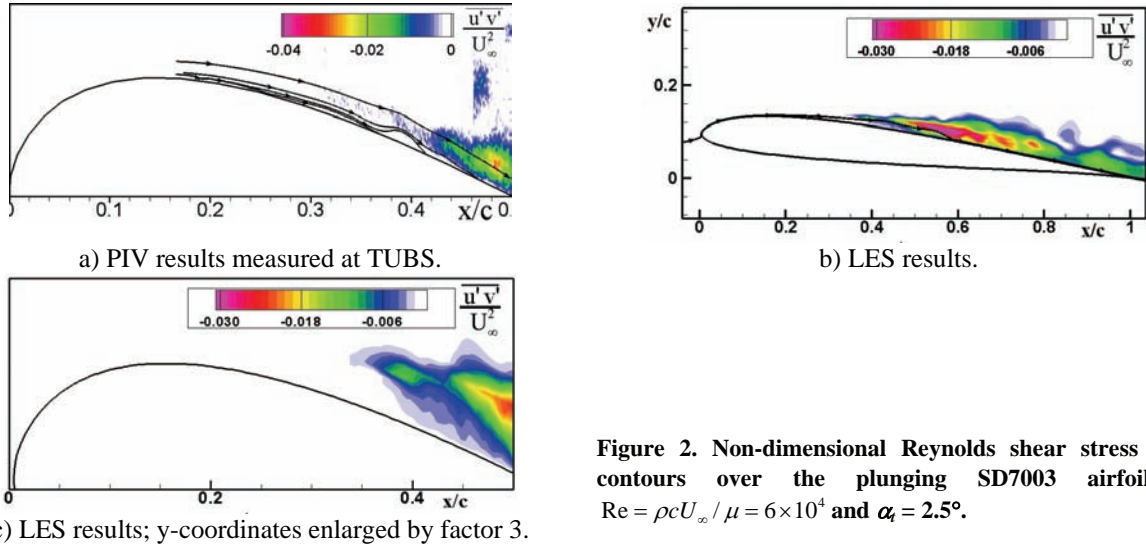 -0.04 -0.02 0
u'v'
U∞²
0 0.1 0.2 0.3 0.4 0.
x/c
a) PIV results measured at TUBS.
y/c
-0.030 -0.018 -0.006
u'v'
U∞²
0.2
0
0 0.2 0.4 0.6 0.8 1
x/c
b) LES results.
-0.030 -0.018 -0.006
u'v'
U∞²
0 0.2 0.4
x/c
c) LES results; y-coordinates enlarged by factor 3.
Figure 2. Non-dimensional Reynolds shear stress
contours over the plunging SD7003 airfoil
Re = ρcU∞ / μ = 6×10⁴ and αₜ = 2.5°.